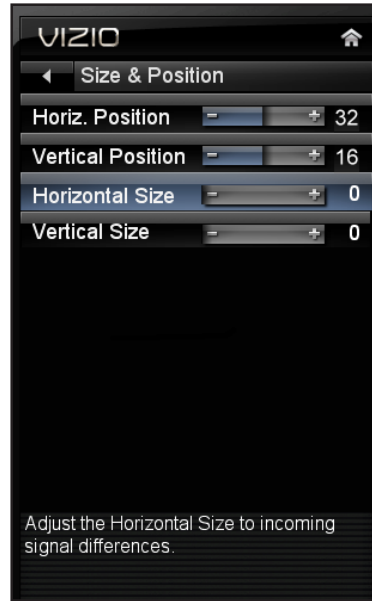 VIZIO
Size & Position
Horiz. Position - + 32
Vertical Position - + 16
Horizontal Size - + 0
Vertical Size - + 0
Adjust the Horizontal Size to incoming
signal differences.